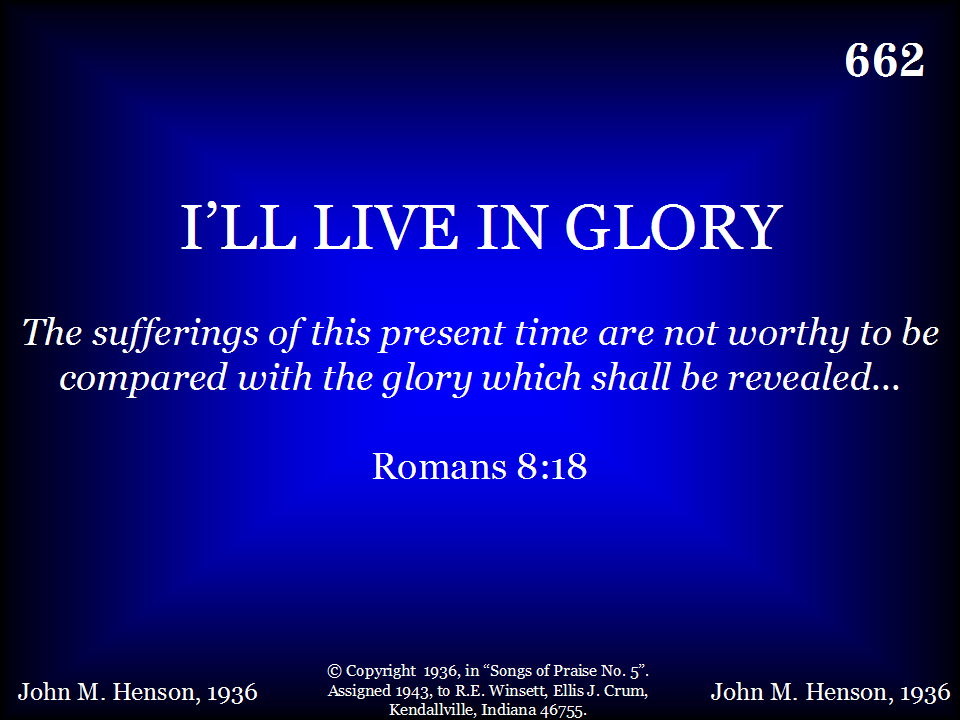 662
I’LL LIVE IN GLORY
The sufferings of this present time are not worthy to be
compared with the glory which shall be revealed...
Romans 8:18
John M. Henson, 1936
© Copyright 1936, in “Songs of Praise No. 5”.
Assigned 1943, to R.E. Winsett, Ellis J. Crum,
Kendallville, Indiana 46755.
John M. Henson, 1936